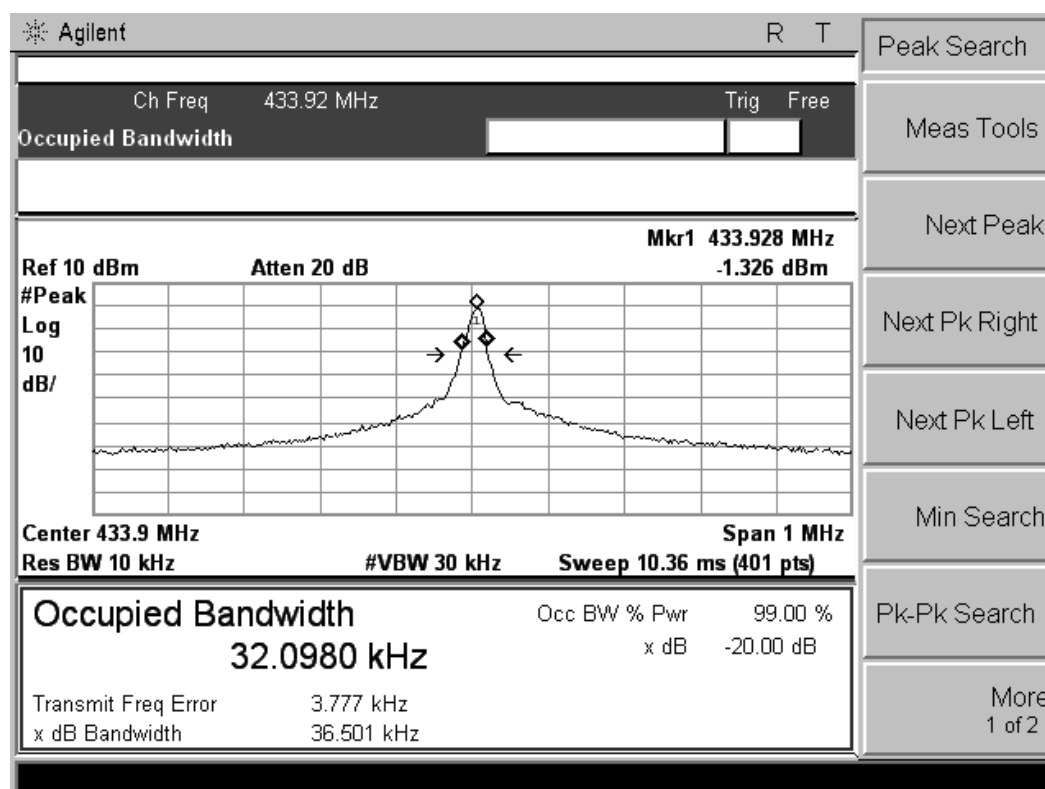 Agilent
R T
Peak Search
Ch Freq 433.92 MHz
Trig Free
Occupied Bandwidth
Meas Tools
Next Peak
Mkr1 433.928 MHz
Ref 10 dBm Atten 20 dB -1.326 dBm
#Peak
Log
10
dB/
1
Next Pk Right
Next Pk Left
Min Search
Center 433.9 MHz Span 1 MHz
Res BW 10 kHz #VBW 30 kHz Sweep 10.36 ms (401 pts)
Occupied Bandwidth
32.0980 kHz
Occ BW % Pwr 99.00 %
x dB -20.00 dB
Transmit Freq Error 3.777 kHz
x dB Bandwidth 36.501 kHz
Pk-Pk Search
More
1 of 2